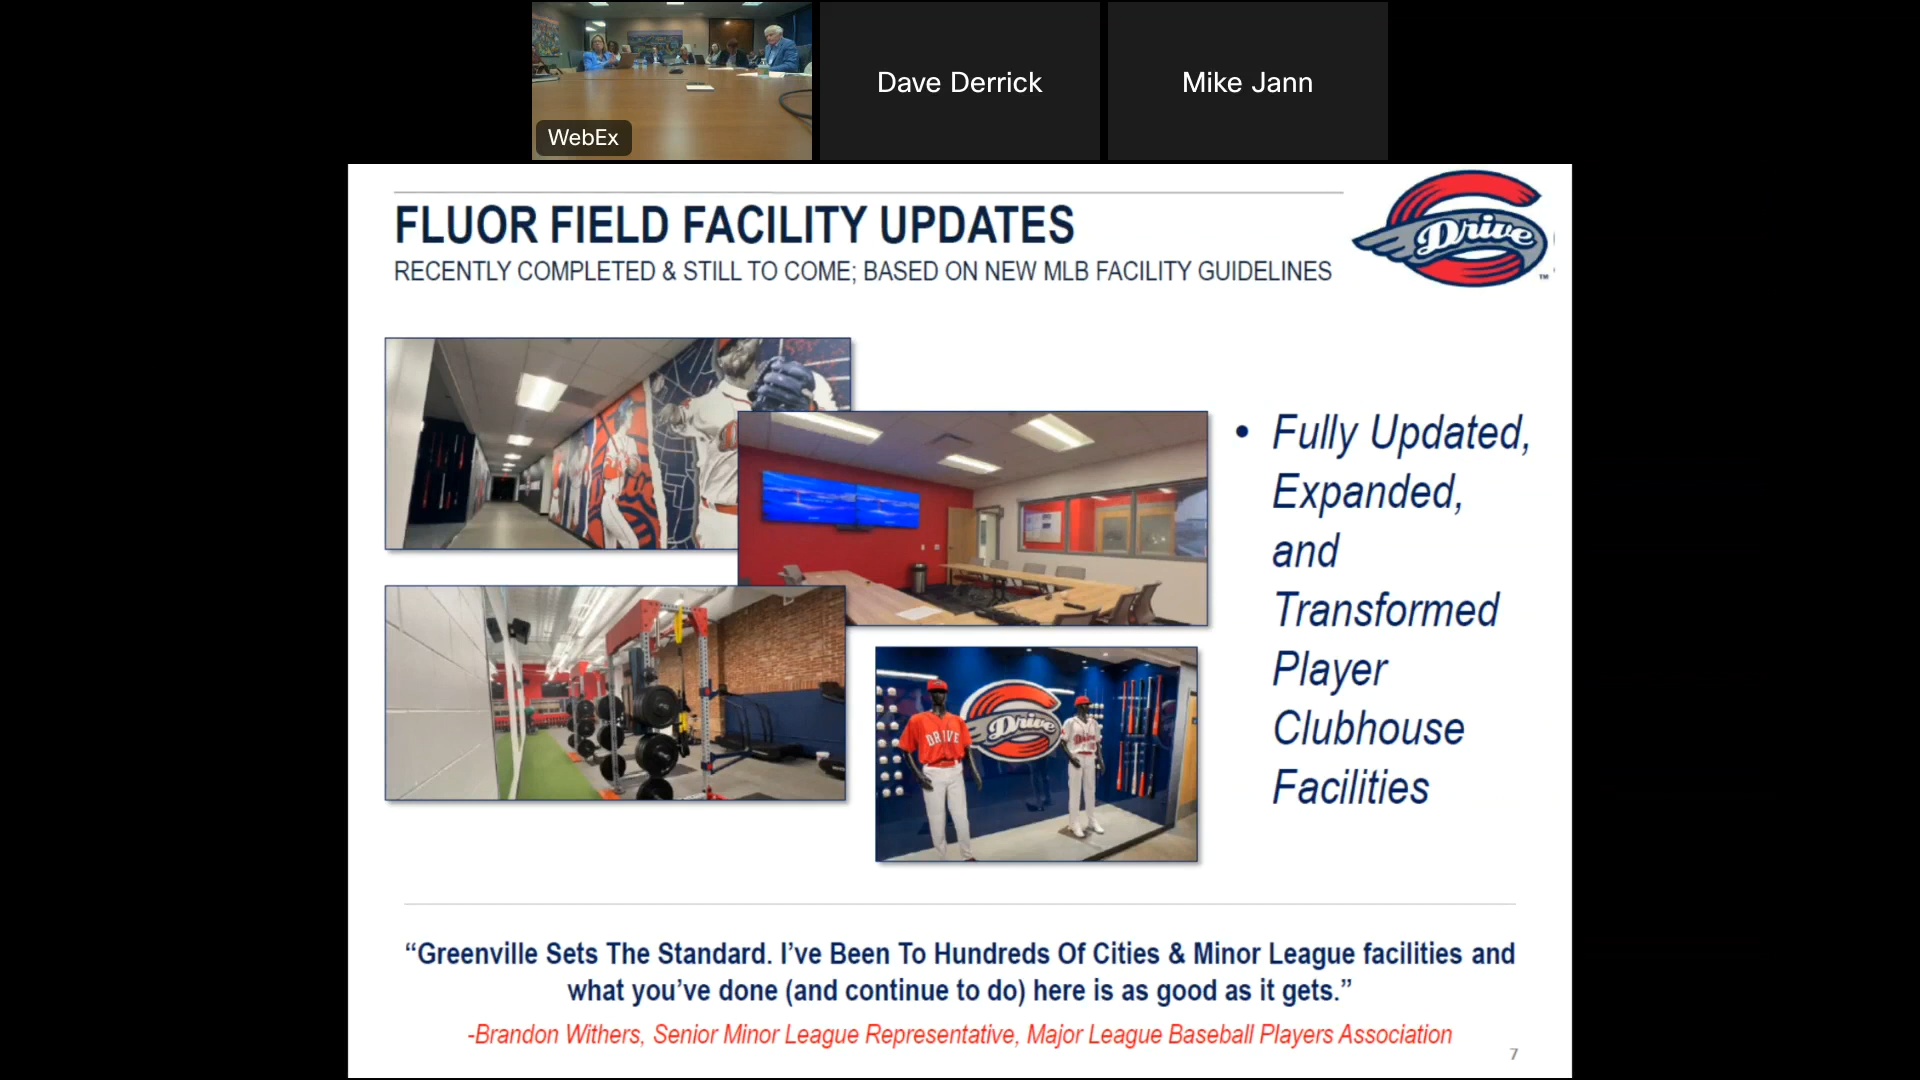 WebEx
Dave Derrick
Mike Jann
FLUOR FIELD FACILITY UPDATES
RECENTLY COMPLETED & STILL TO COME; BASED ON NEW MLB FACILITY GUIDELINES
Drive
TM
• Fully Updated,
Expanded,
and
Transformed
Player
Clubhouse
Facilities
DRIVE
Drive
“Greenville Sets The Standard. I’ve Been To Hundreds Of Cities & Minor League facilities and
what you’ve done (and continue to do) here is as good as it gets.”
-Brandon Withers, Senior Minor League Representative, Major League Baseball Players Association
7